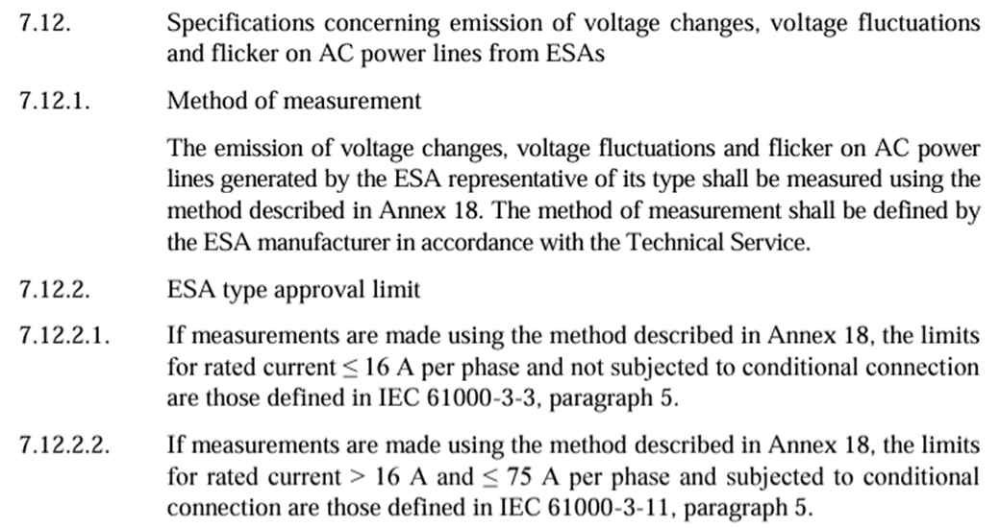 7.12. Specifications concerning emission of voltage changes, voltage fluctuations
and flicker on AC power lines from ESAs
7.12.1. Method of measurement
The emission of voltage changes, voltage fluctuations and flicker on AC power
lines generated by the ESA representative of its type shall be measured using the
method described in Annex 18. The method of measurement shall be defined by
the ESA manufacturer in accordance with the Technical Service.
7.12.2. ESA type approval limit
7.12.2.1. If measurements are made using the method described in Annex 18, the limits
for rated current ≤ 16 A per phase and not subjected to conditional connection
are those defined in IEC 61000-3-3, paragraph 5.
7.12.2.2. If measurements are made using the method described in Annex 18, the limits
for rated current > 16 A and ≤ 75 A per phase and subjected to conditional
connection are those defined in IEC 61000-3-11, paragraph 5.